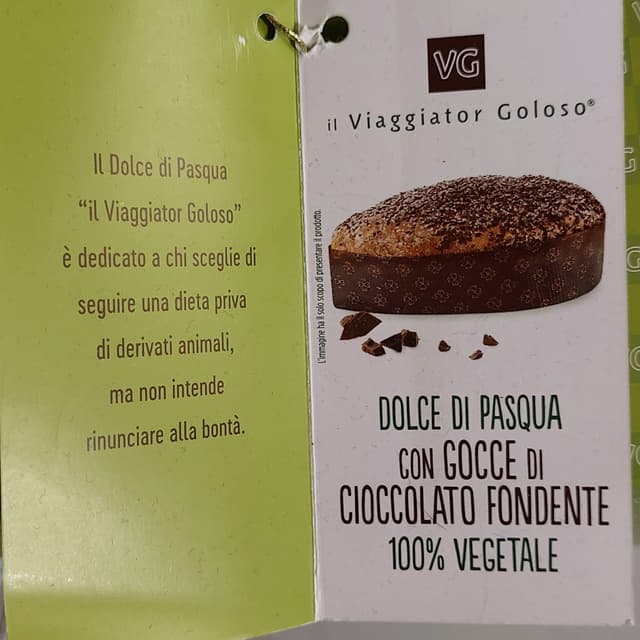 Il Dolce di Pasqua
“il Viaggiator Goloso”
è dedicato a chi sceglie di
seguire una dieta priva
di derivati animali,
ma non intende
rinunciare alla bontà.
VG
il Viaggiator Goloso®
L'immagine ha il solo scopo di presentare il prodotto.
DOLCE DI PASQUA
CON GOCCE DI
CIOCCOLATO FONDENTE
100% VEGETALE